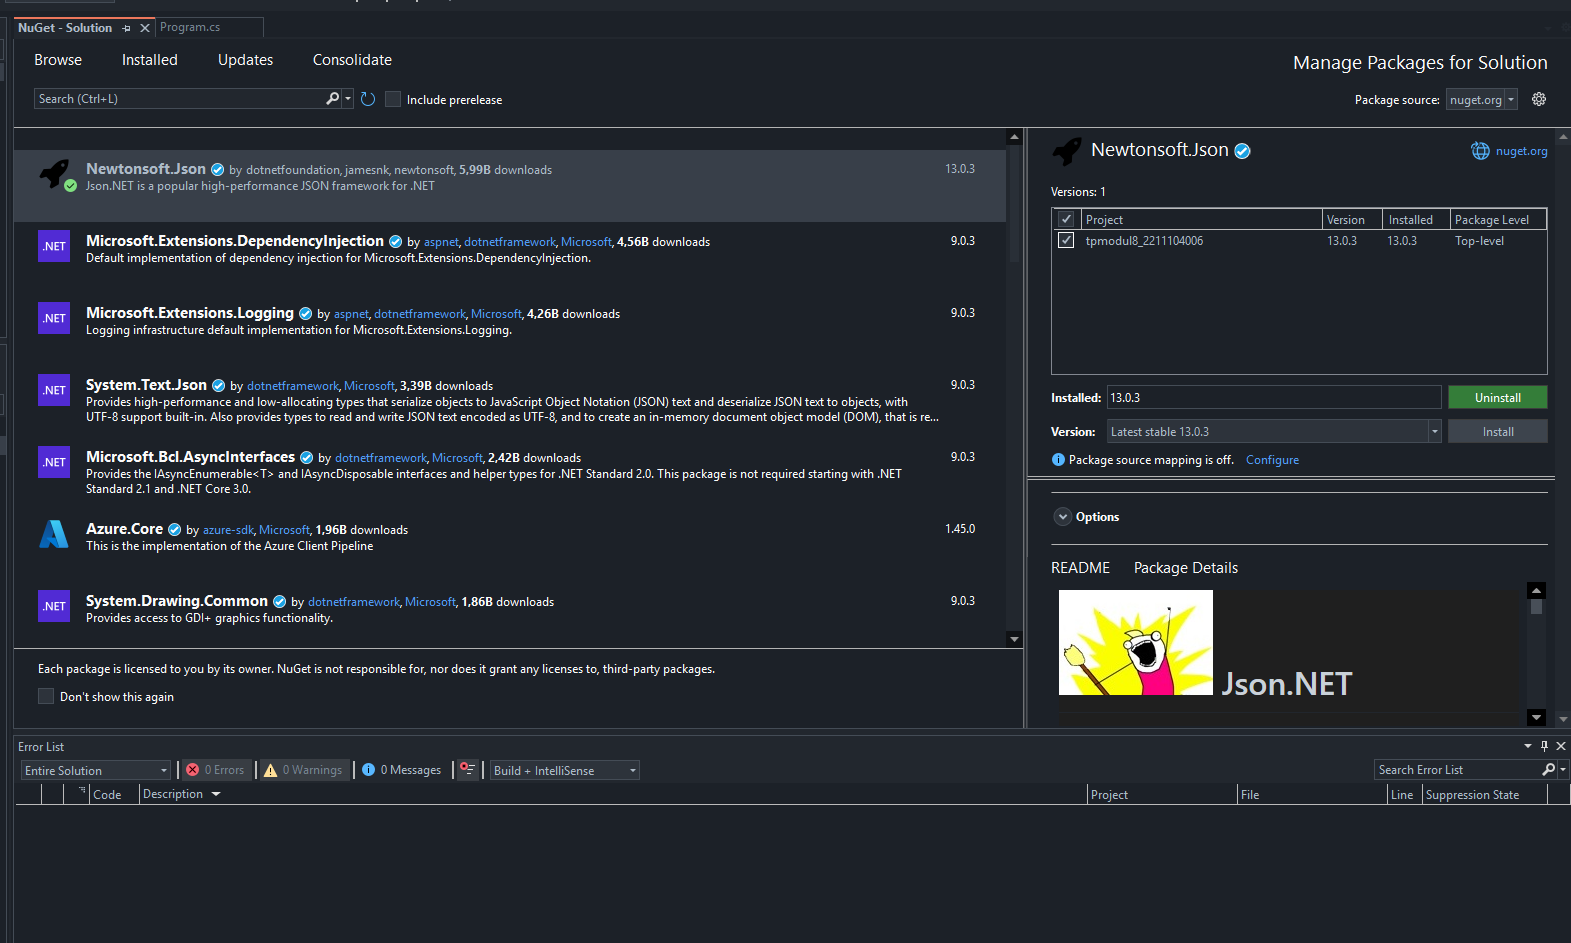 NuGet - Solution
Program.cs
Browse Installed Updates Consolidate
Manage Packages for Solution
Search (Ctrl+L)
Include prerelease
Package source: nuget.org
Newtonsoft.Json by dotnetfoundation, jamesnk, newtonsoft, 5,99B downloads 13.0.3
Json.NET is a popular high-performance JSON framework for .NET
.NET
Microsoft.Extensions.DependencyInjection by aspnet, dotnetframework, Microsoft, 4,56B downloads 9.0.3
Default implementation of dependency injection for Microsoft.Extensions.DependencyInjection.
.NET
Microsoft.Extensions.Logging by aspnet, dotnetframework, Microsoft, 4,26B downloads 9.0.3
Logging infrastructure default implementation for Microsoft.Extensions.Logging.
.NET
System.Text.Json by dotnetframework, Microsoft, 3,39B downloads 9.0.3
Provides high-performance and low-allocating types that serialize objects to JavaScript Object Notation (JSON) text and deserialize JSON text to objects, with
UTF-8 support built-in. Also provides types to read and write JSON text encoded as UTF-8, and to create an in-memory document object model (DOM), that is re...
.NET
Microsoft.Bcl.AsyncInterfaces by dotnetframework, Microsoft, 2,42B downloads 9.0.3
Provides the IAsyncEnumerable<T> and IAsyncDisposable interfaces and helper types for .NET Standard 2.0. This package is not required starting with .NET
Standard 2.1 and .NET Core 3.0.
Azure.Core by azure-sdk, Microsoft, 1,96B downloads 1.45.0
This is the implementation of the Azure Client Pipeline
.NET
System.Drawing.Common by dotnetframework, Microsoft, 1,86B downloads 9.0.3
Provides access to GDI+ graphics functionality.
Each package is licensed to you by its owner. NuGet is not responsible for, nor does it grant any licenses to, third-party packages.
Don't show this again
Newtonsoft.Json
nuget.org
Versions: 1
Project Version Installed Package Level
tpmodul8_2211104006 13.0.3 13.0.3 Top-level
Installed: 13.0.3 Uninstall
Version: Latest stable 13.0.3 Install
Package source mapping is off. Configure
Options
README Package Details
Json.NET
Error List
Entire Solution 0 Errors 0 Warnings 0 Messages Build + IntelliSense
Search Error List
Code Description Project File Line Suppression State